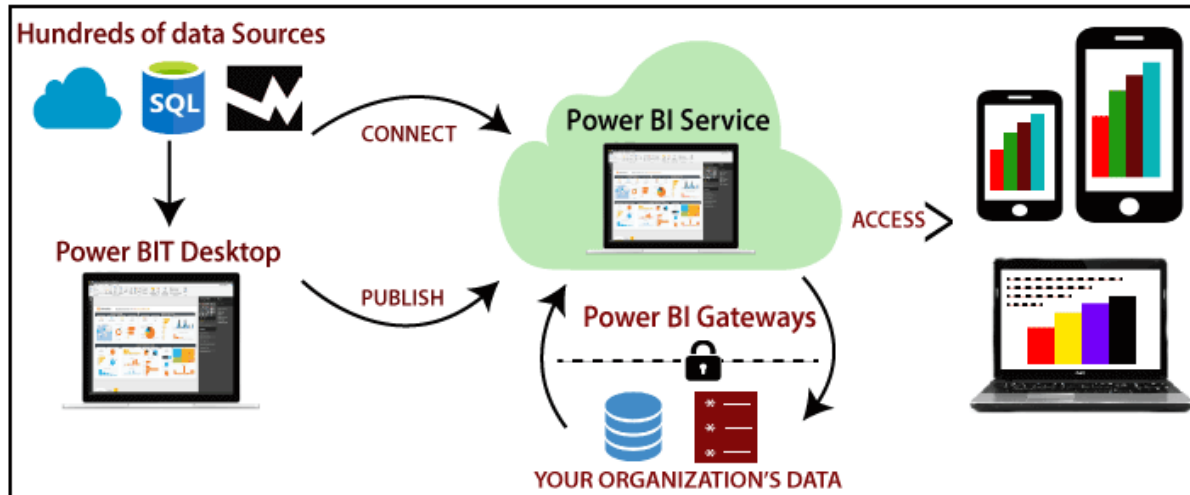 Hundreds of data Sources
SQL
CONNECT
Power BI Service
ACCESS
Power BIT Desktop
PUBLISH
Power BI Gateways
YOUR ORGANIZATION'S DATA